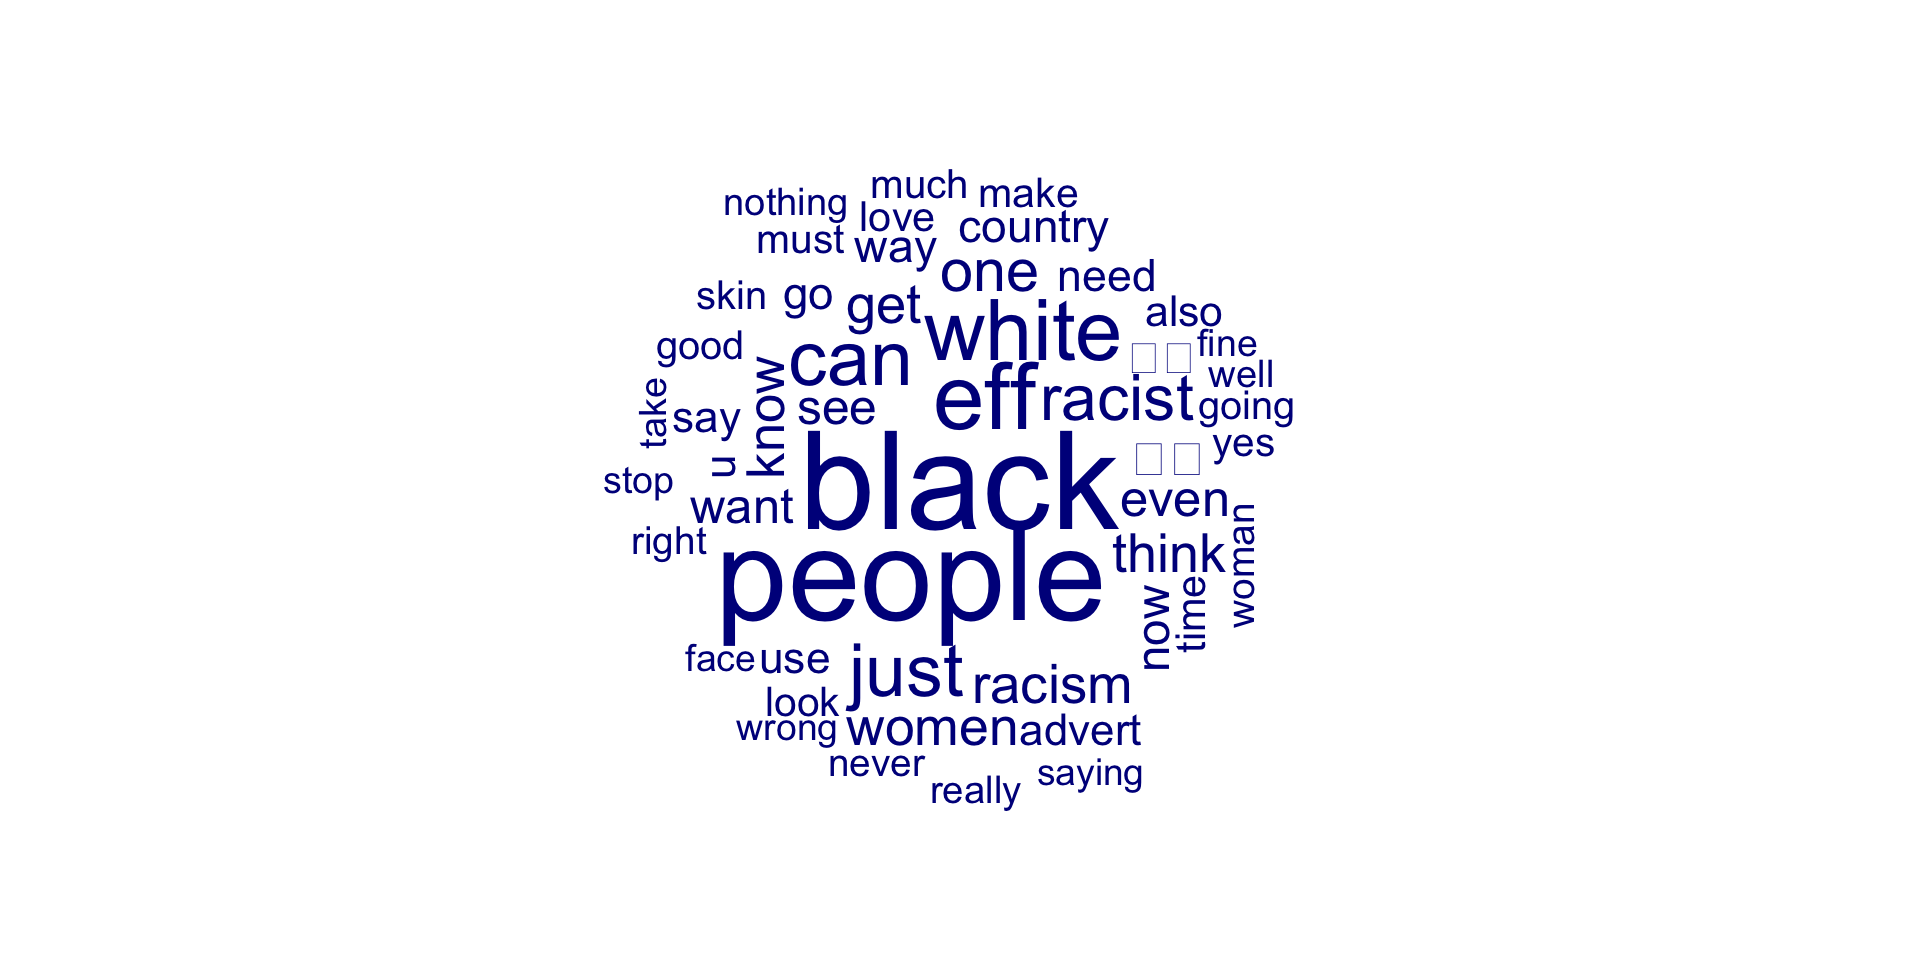 much
make
nothing
love
country
must
way
one
need
skin
go
get
white
also
good
can
fine
know
eff
racist
well
take
say
see
going
black
yes
u
stop
want
even
right
people
think
woman
now
time
face
use
just
racism
look
wrong
women
advert
never
really
saying